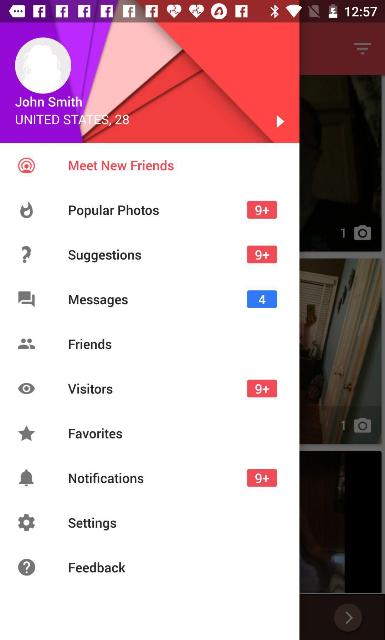 12:57
John Smith
UNITED STATES, 28
Meet New Friends
Popular Photos 9+
Suggestions 9+
1
Messages 4
Friends
Visitors 9+
Favorites
1
Notifications 9+
Settings
Feedback